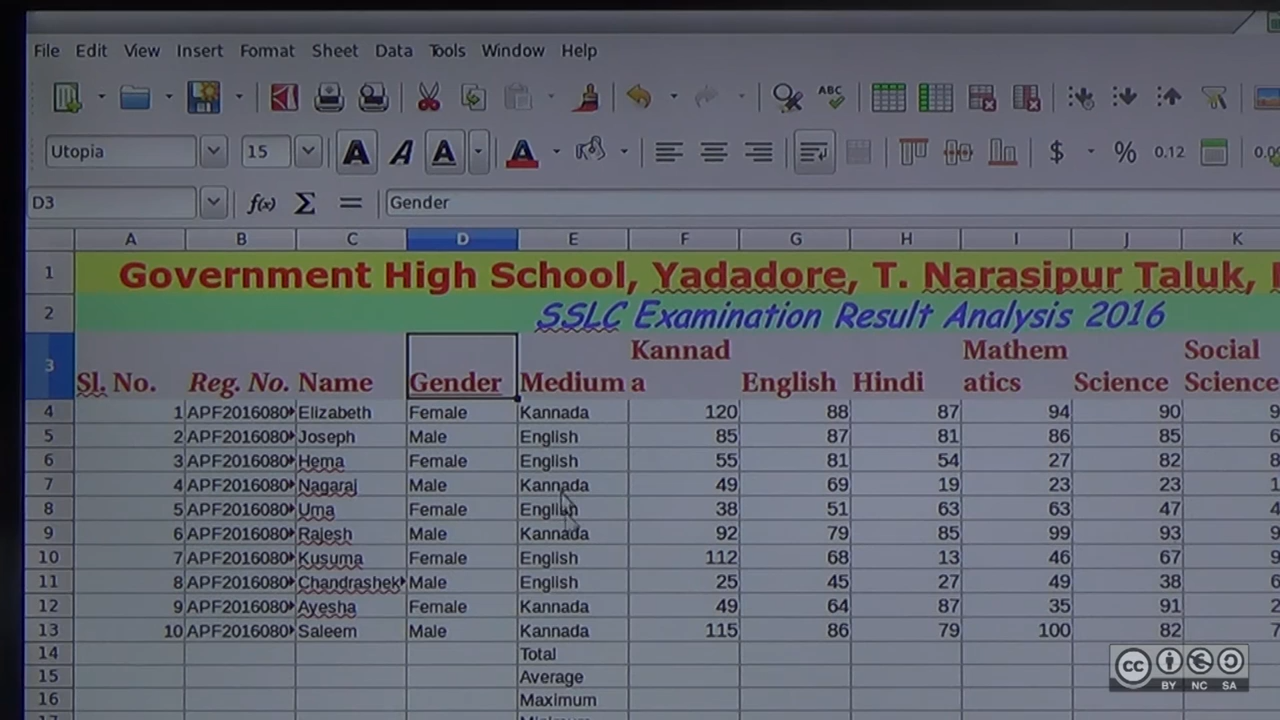 File Edit View Insert Format Sheet Data Tools Window Help
ABC
Utopia 15 A A A A $ % 0.12
D3 f(x) Σ = Gender
A B C D E F G H I J K
1 Government High School, Yadadore, T. Narasipur Taluk,
2 SSLC Examination Result Analysis 2016
3 Sl. No. Reg. No. Name Gender Medium Kannad a English Hindi Mathem atics Science Social Science
4 1 APF2016080 Elizabeth Female Kannada 120 88 87 94 90
5 2 APF2016080 Joseph Male English 85 87 81 86 85
6 3 APF2016080 Hema Female English 55 81 54 27 82
7 4 APF2016080 Nagaraj Male Kannada 49 69 19 23 23
8 5 APF2016080 Uma Female English 38 51 63 63 47
9 6 APF2016080 Rajesh Male Kannada 92 79 85 99 93
10 7 APF2016080 Kusuma Female English 112 68 13 46 67
11 8 APF2016080 Chandrashek Male English 25 45 27 49 38
12 9 APF2016080 Ayesha Female Kannada 49 64 87 35 91
13 10 APF2016080 Saleem Male Kannada 115 86 79 100 82
14 Total
15 Average
16 Maximum
cc BY NC SA